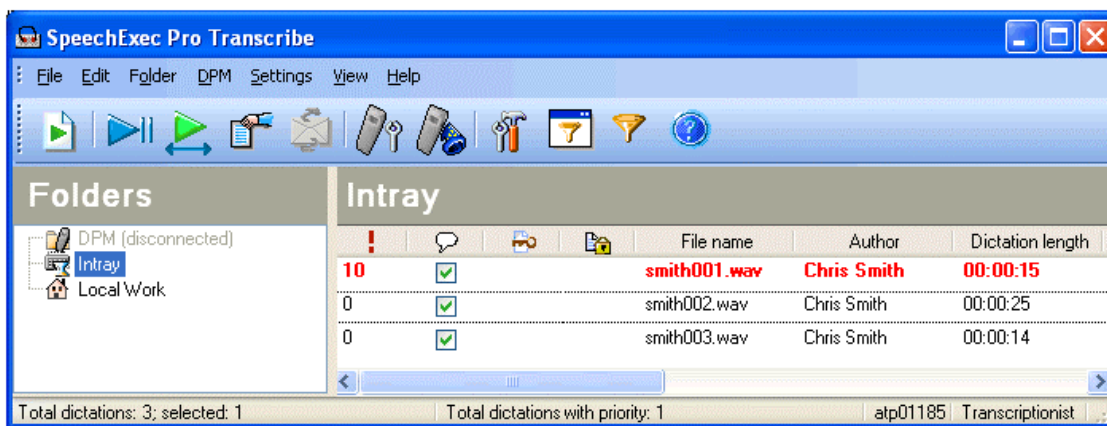 SpeechExec Pro Transcribe
File Edit Folder DPM Settings View Help
Folders
Intray
DPM (disconnected)
Intray
Local Work
! File name Author Dictation length
10 smith001.wav Chris Smith 00:00:15
0 smith002.wav Chris Smith 00:00:25
0 smith003.wav Chris Smith 00:00:14
Total dictations: 3; selected: 1 Total dictations with priority: 1 atp01185 Transcriptionist